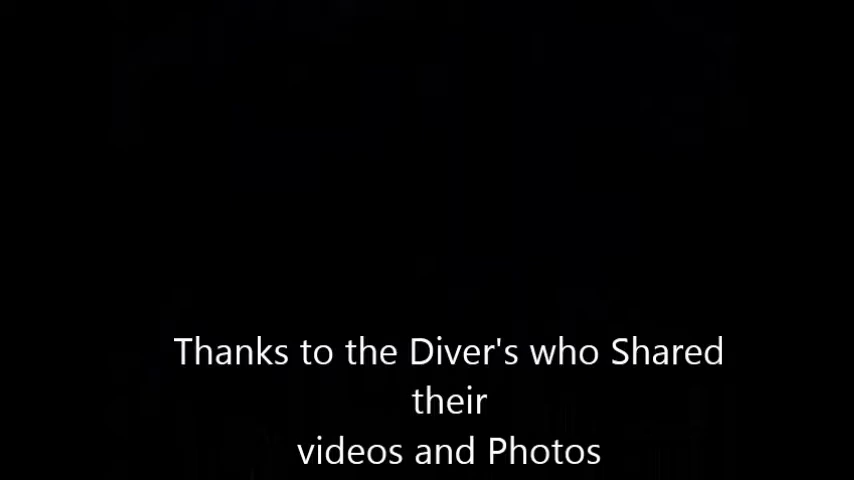 Thanks to the Diver's who Shared
their
videos and Photos